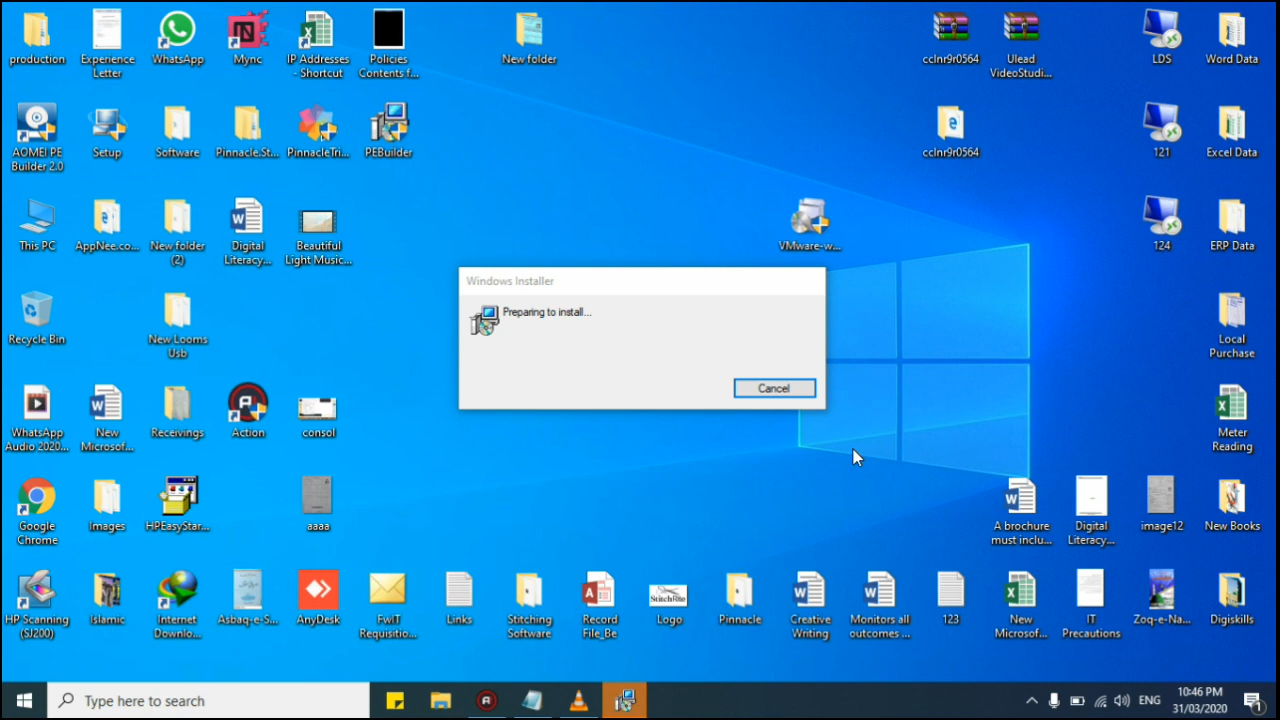 production
Experience
Letter
WhatsApp
Mync
IP Addresses
- Shortcut
Policies
Contents f...
New folder
cclnr9r0564
Ulead
VideoStudi...
LDS
Word Data
AOMEI PE
Builder 2.0
Setup
Software
Pinnacle.St...
PinnacleTri...
PEBuilder
cclnr9r0564
121
Excel Data
This PC
AppNee.co...
New folder
(2)
Digital
Literacy...
Beautiful
Light Music...
VMware-w...
124
ERP Data
Windows Installer
Preparing to install...
Cancel
Recycle Bin
New Looms
Usb
Local
Purchase
WhatsApp
Audio 2020...
New
Microsof...
Receivings
Action
consol
Meter
Reading
Google
Chrome
Images
HPEasyStar...
aaaa
A brochure
must inclu...
Digital
Literacy...
image12
New Books
HP Scanning
(SJ200)
Islamic
Internet
Downlo...
Asbaq-e-S...
AnyDesk
FwIT
Requisitio...
Links
Stitching
Software
Record
File_Be
StitchRite
Logo
Pinnacle
Creative
Writing
Monitors all
outcomes ...
123
New
Microsof...
IT
Precautions
Zoq-e-Na...
Digiskills
Type here to search
ENG
10:46 PM
31/03/2020
1